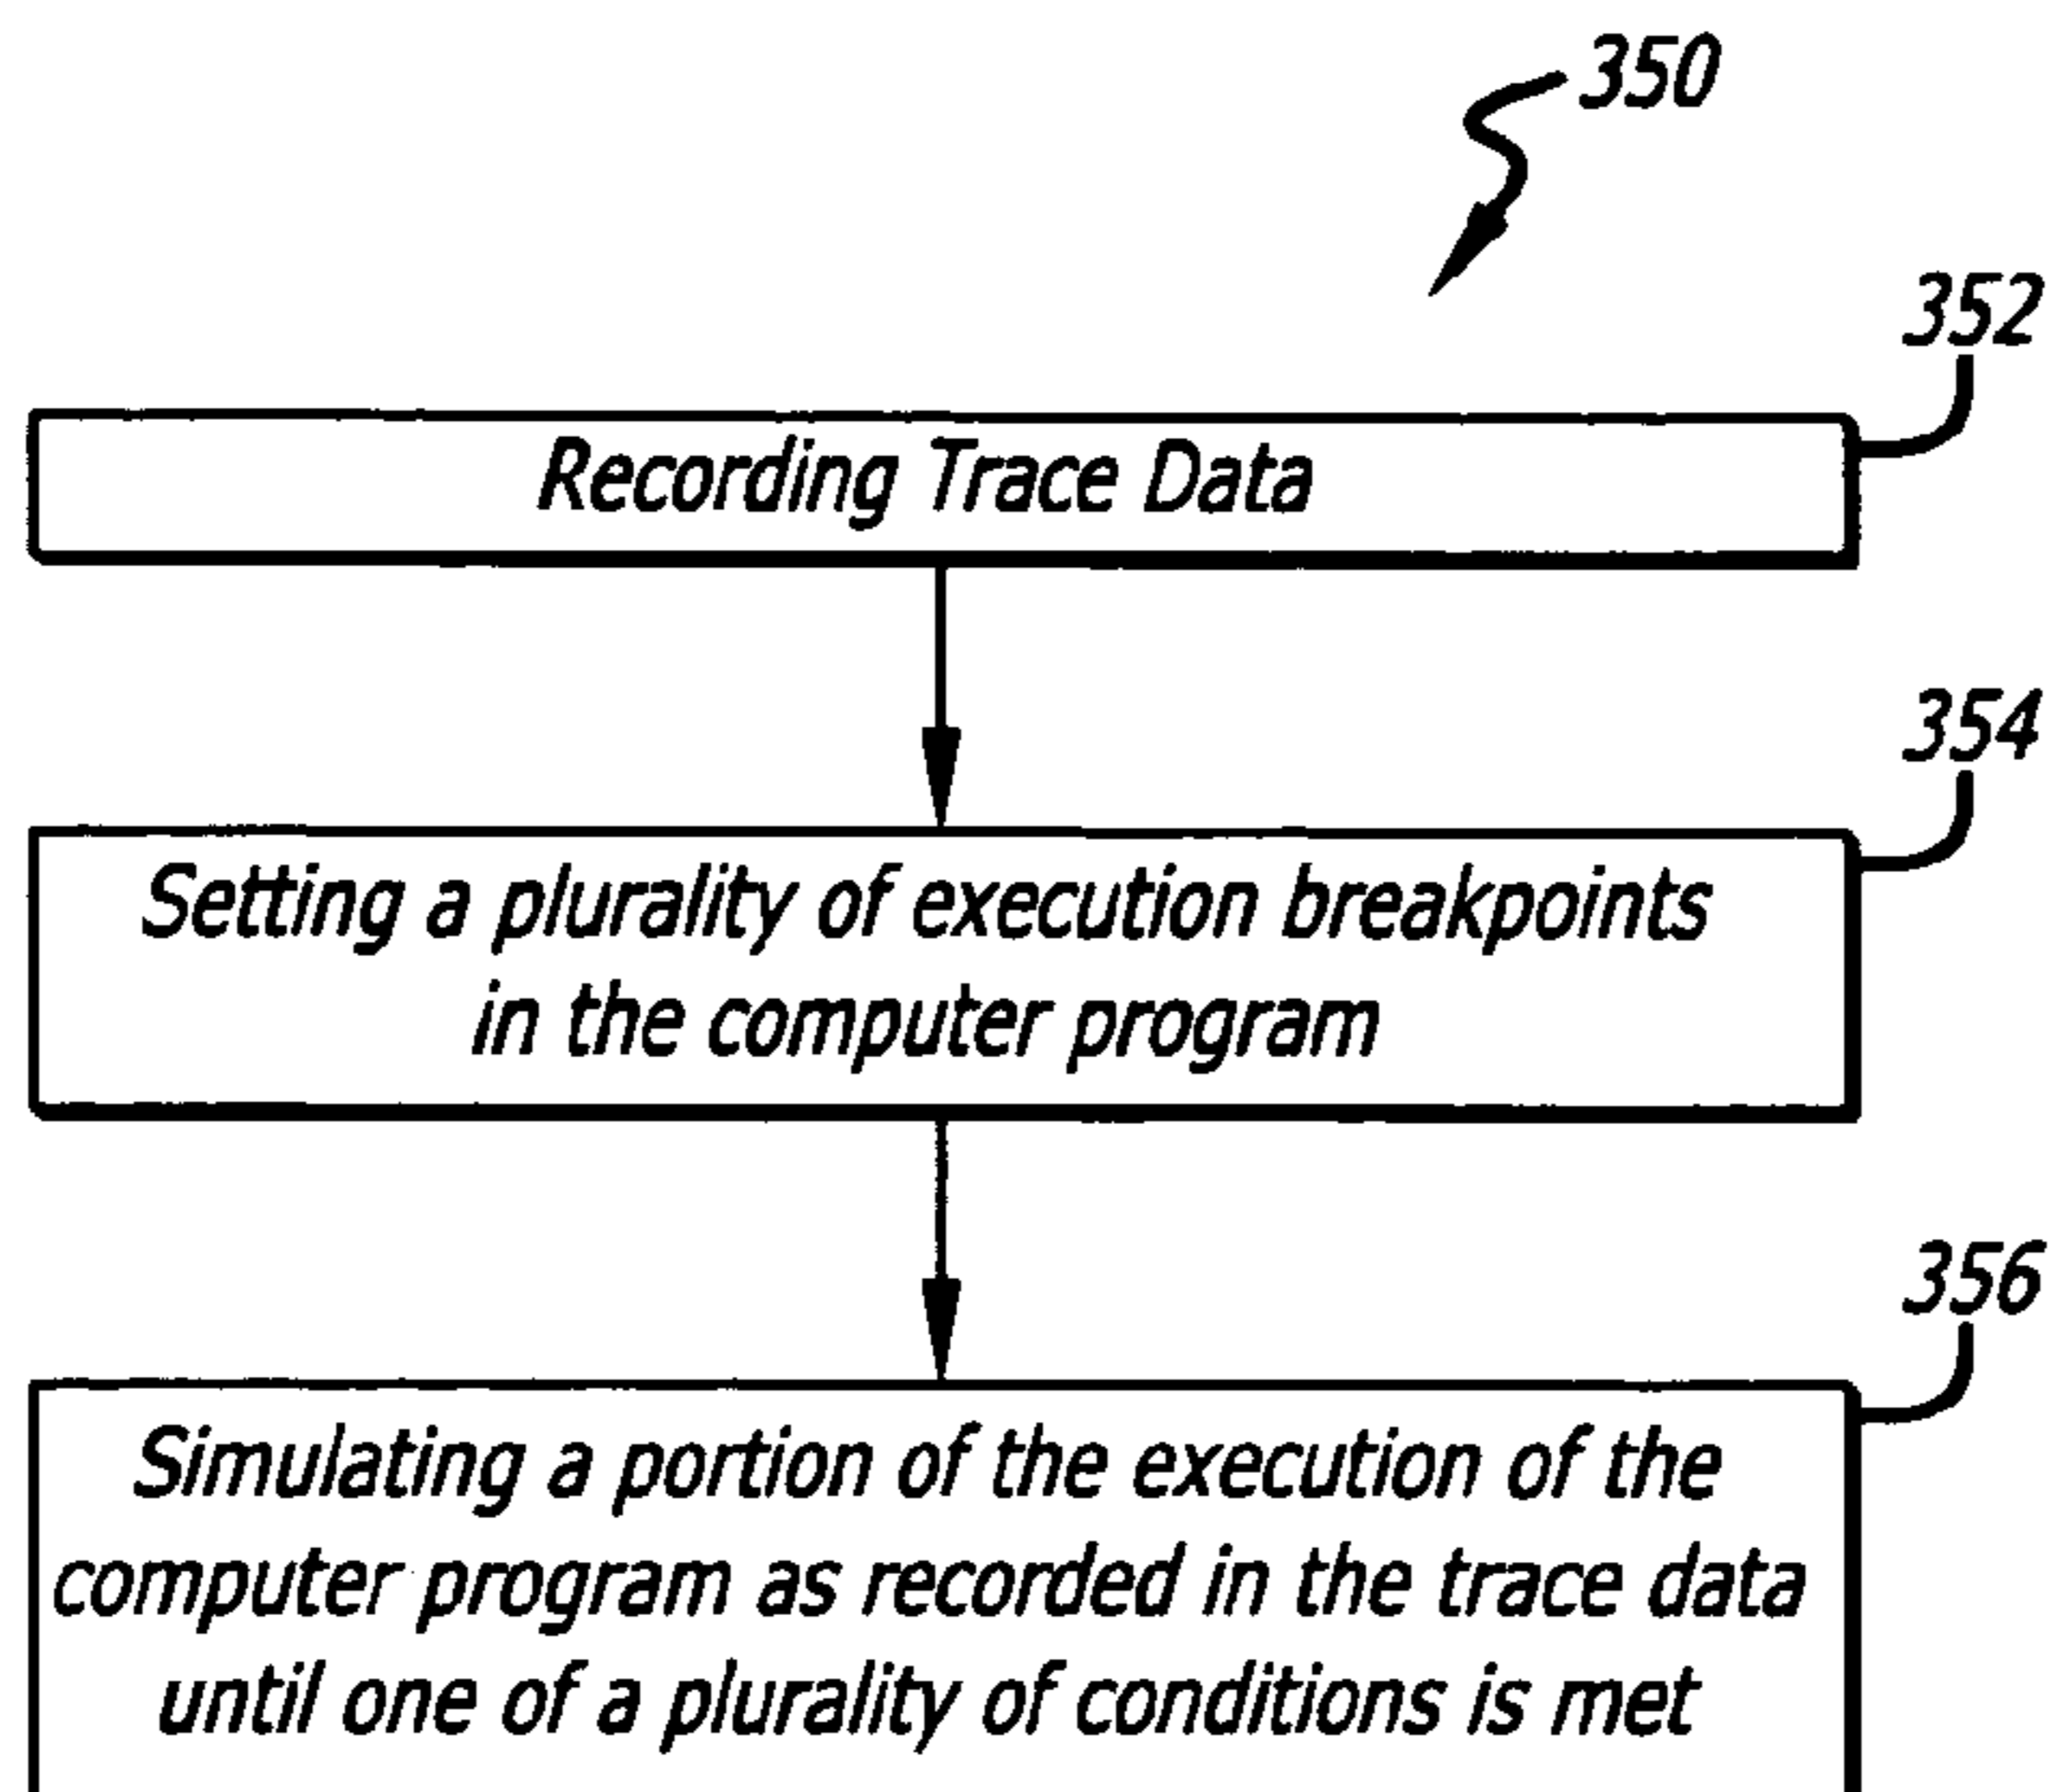 350
352
Recording Trace Data
354
Setting a plurality of execution breakpoints
in the computer program
356
Simulating a portion of the execution of the
computer program as recorded in the trace data
until one of a plurality of conditions is met